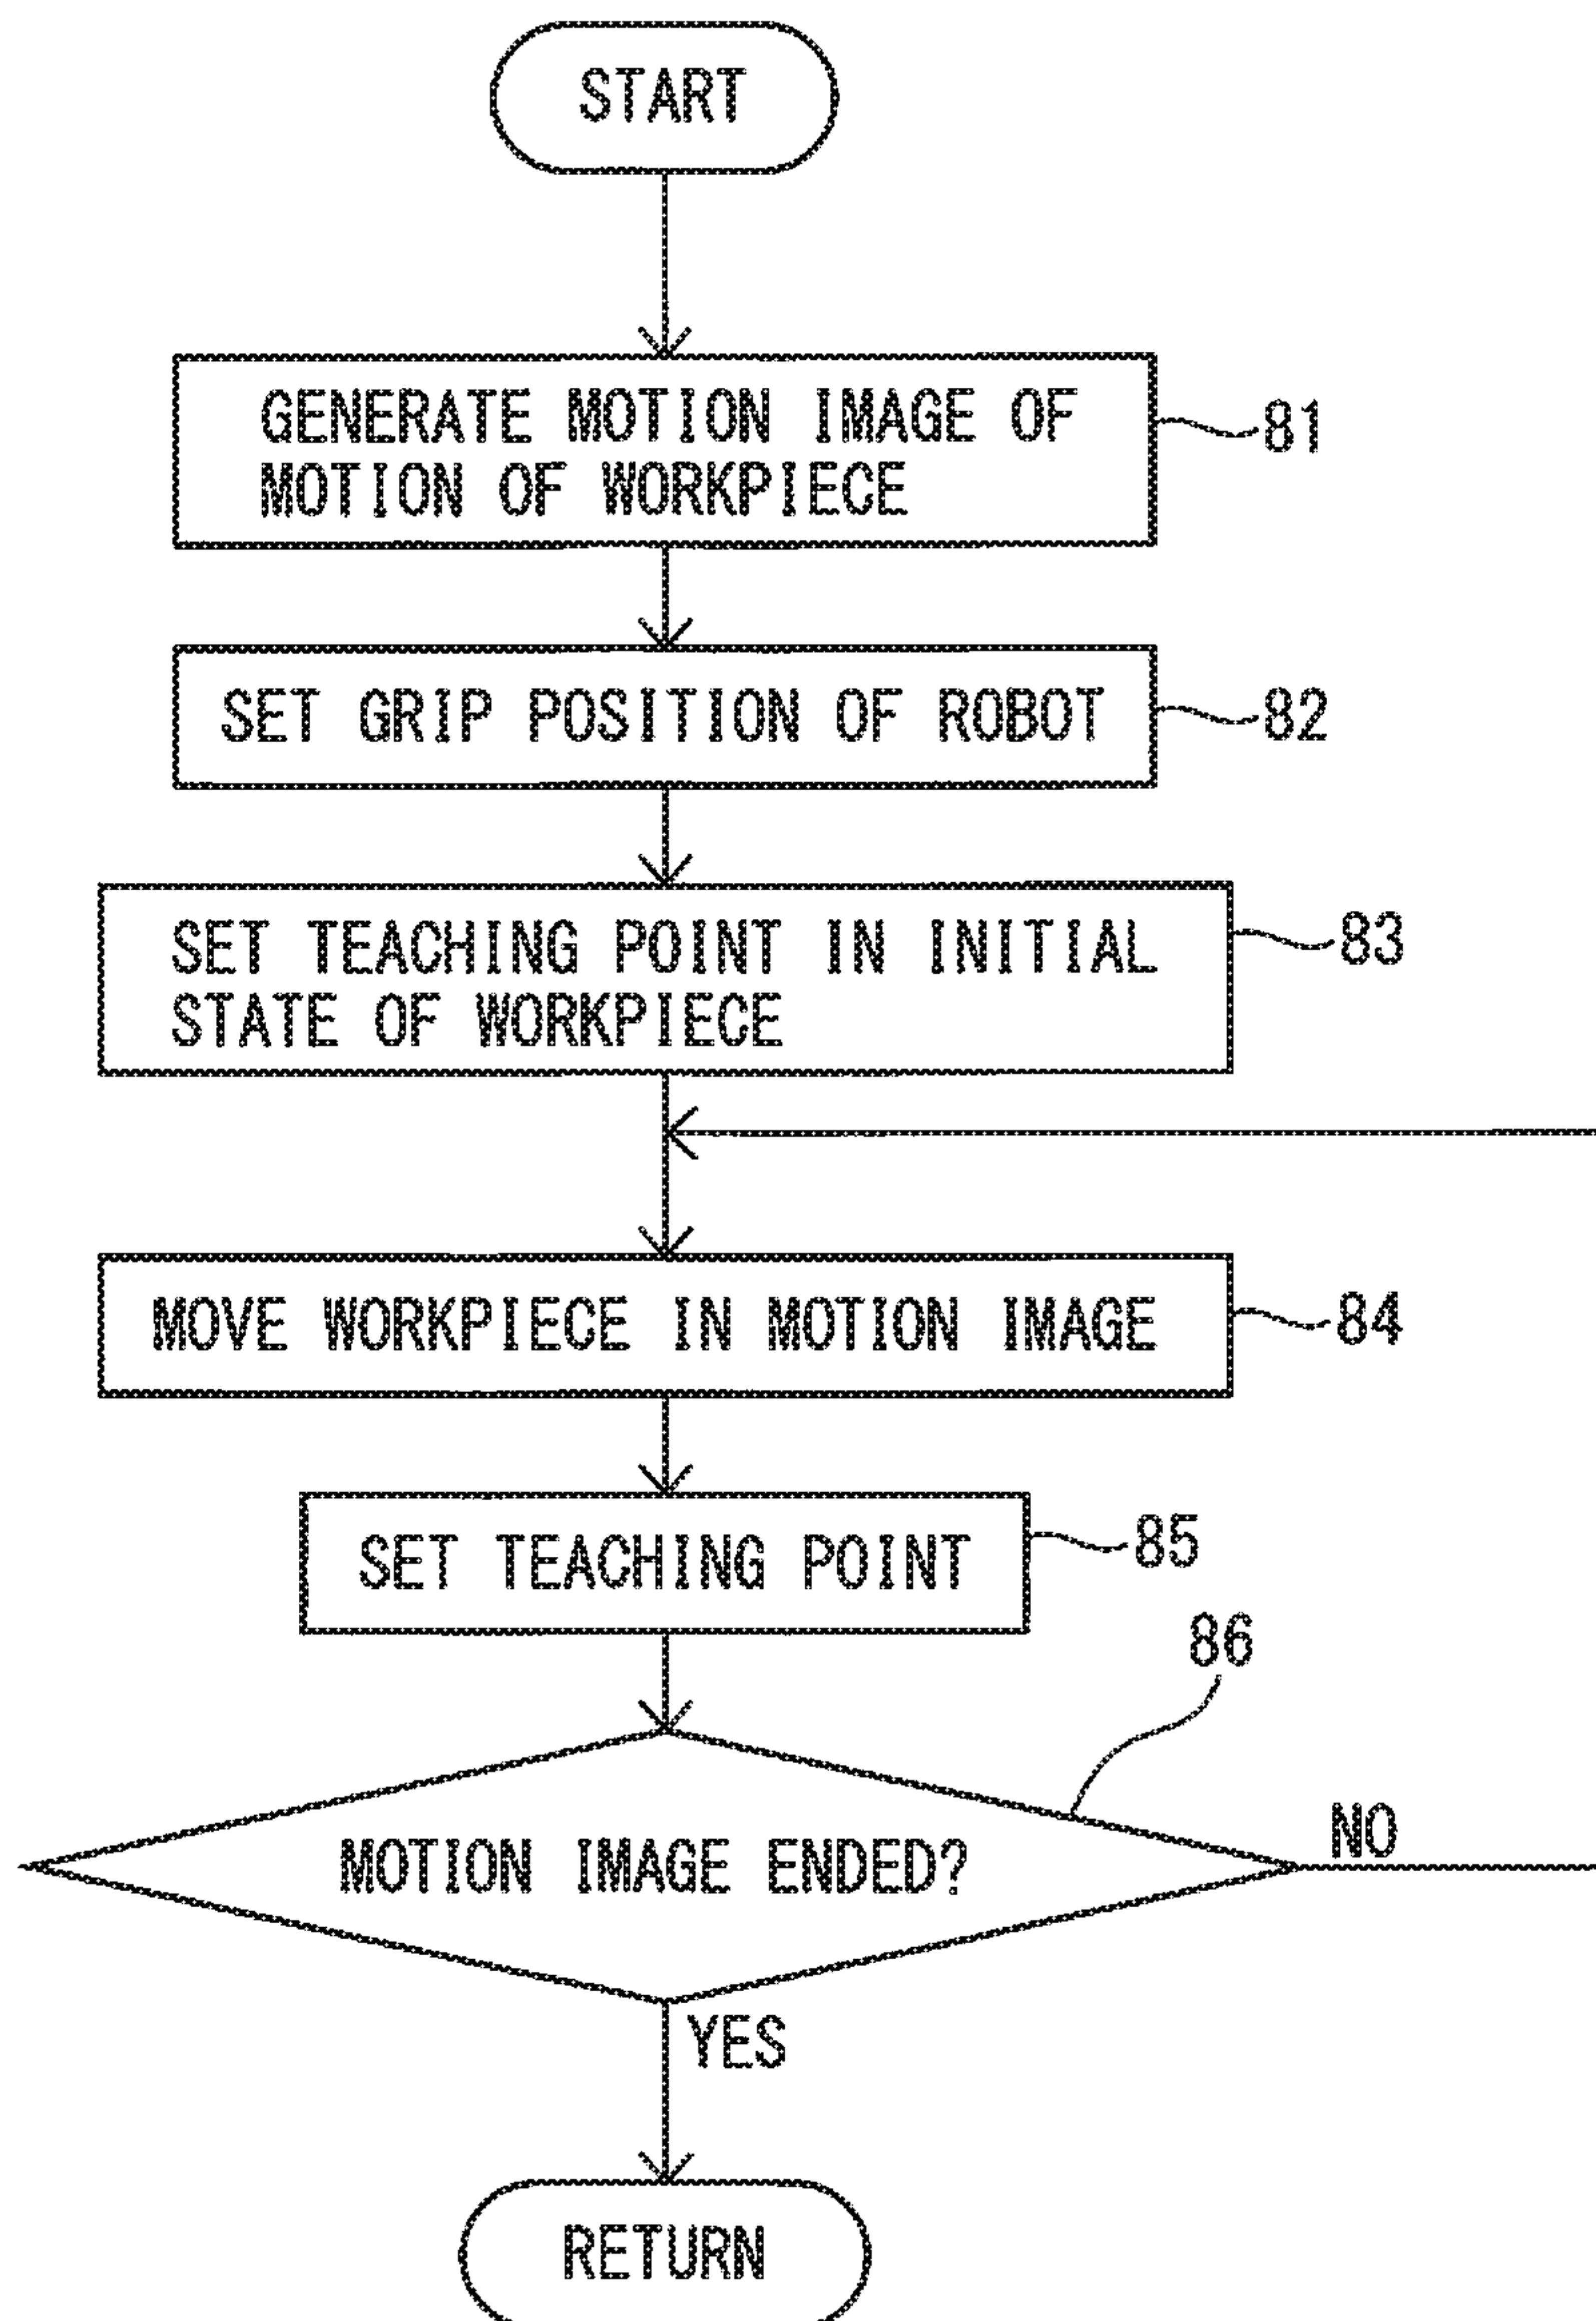 START
GENERATE MOTION IMAGE OF
MOTION OF WORKPIECE
81
SET GRIP POSITION OF ROBOT
82
SET TEACHING POINT IN INITIAL
STATE OF WORKPIECE
83
MOVE WORKPIECE IN MOTION IMAGE
84
SET TEACHING POINT
85
86
MOTION IMAGE ENDED?
NO
YES
RETURN